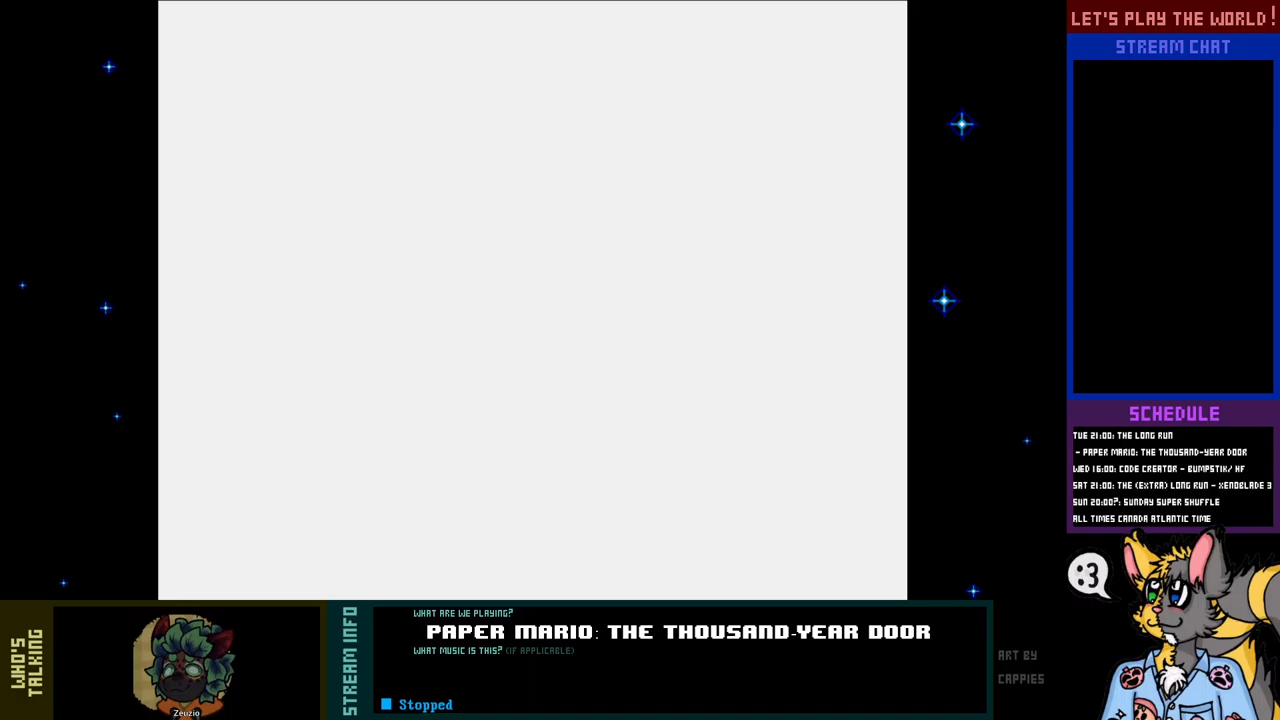 LET'S PLAY THE WORLD!
STREAM CHAT
SCHEDULE
TUE 21:00: THE LONG RUN
- PAPER MARIO: THE THOUSAND-YEAR DOOR
WED 16:00: CODE CREATOR - BUMPSTIK/ HF
SAT 21:00: THE (EXTRA) LONG RUN - XENOBLADE 3
SUN 20:00?: SUNDAY SUPER SHUFFLE
ALL TIMES CANADA ATLANTIC TIME
:3
WHO'S
TALKING
Zeuzio
STREAM INFO
WHAT ARE WE PLAYING?
PAPER MARIO: THE THOUSAND-YEAR DOOR
WHAT MUSIC IS THIS? (IF APPLICABLE)
Stopped
ART BY
CAPPIES